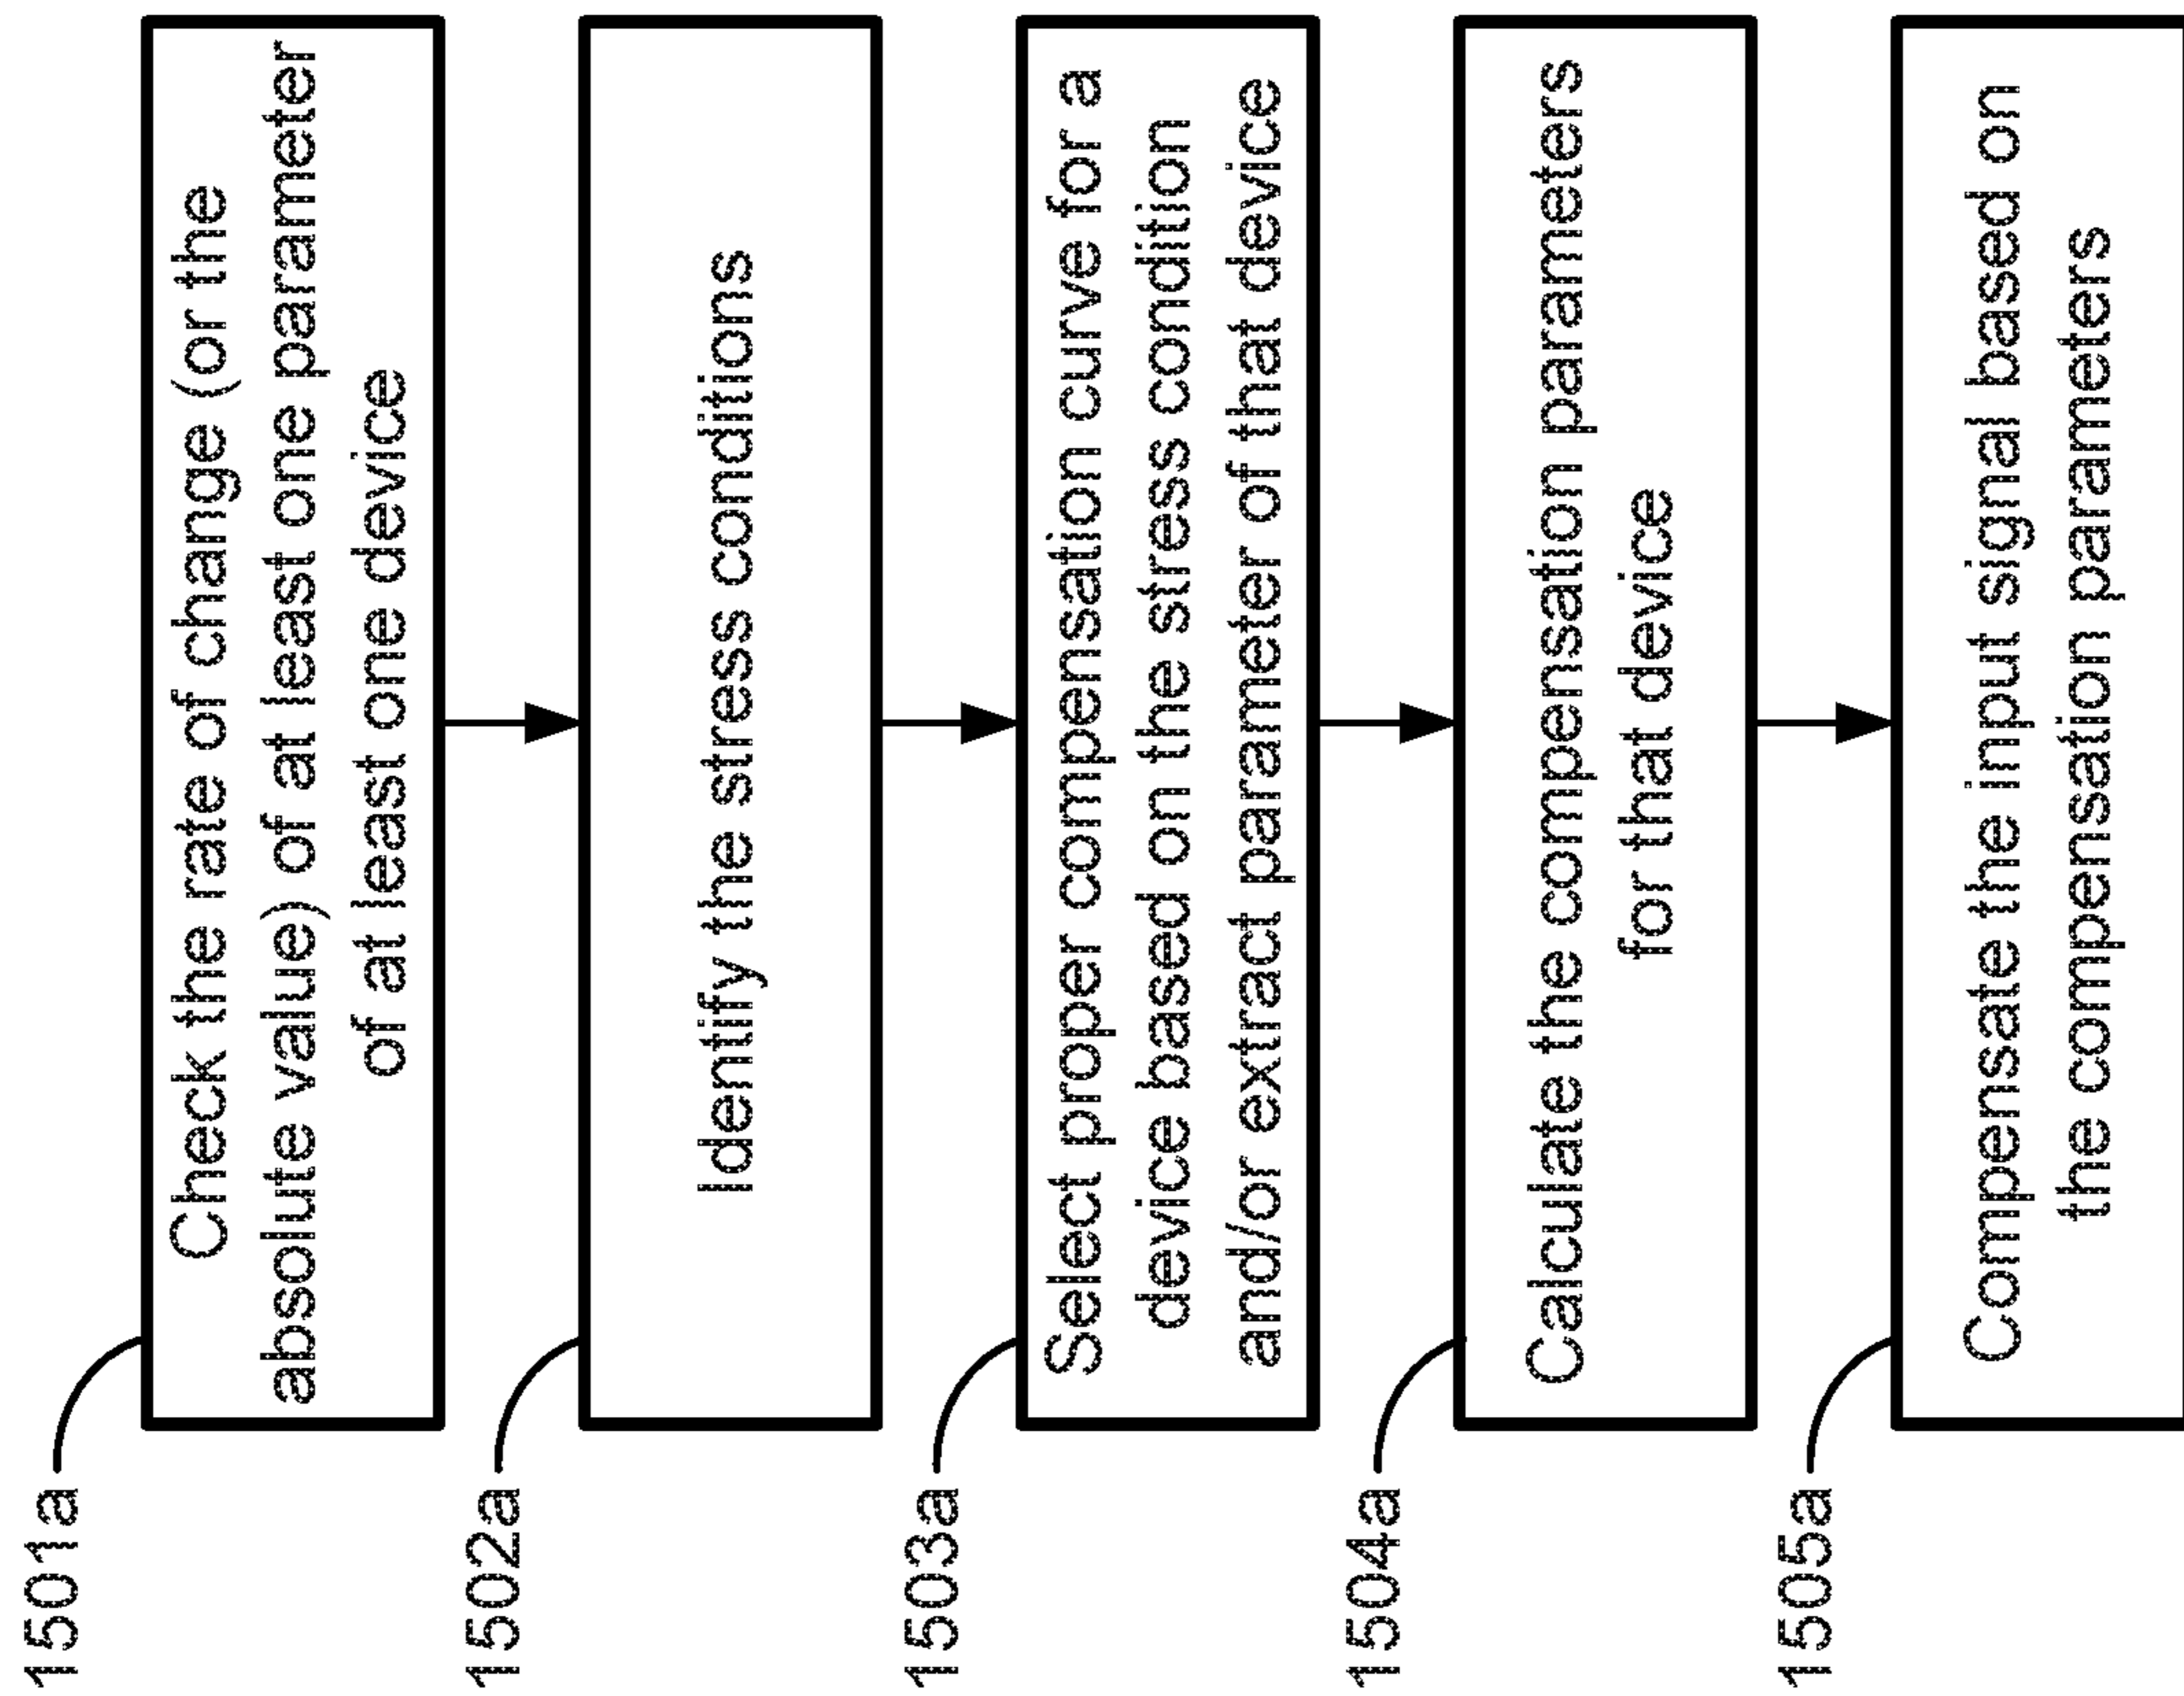 1501a
Check the rate of change (or the
absolute value) of at least one parameter
of at least one device
1502a
Identify the stress conditions
1503a
Select proper compensation curve for a
device based on the stress condition
and/or extract parameter of that device
1504a
Calculate the compensation parameters
for that device
1505a
Compensate the input signal based on
the compensation parameters